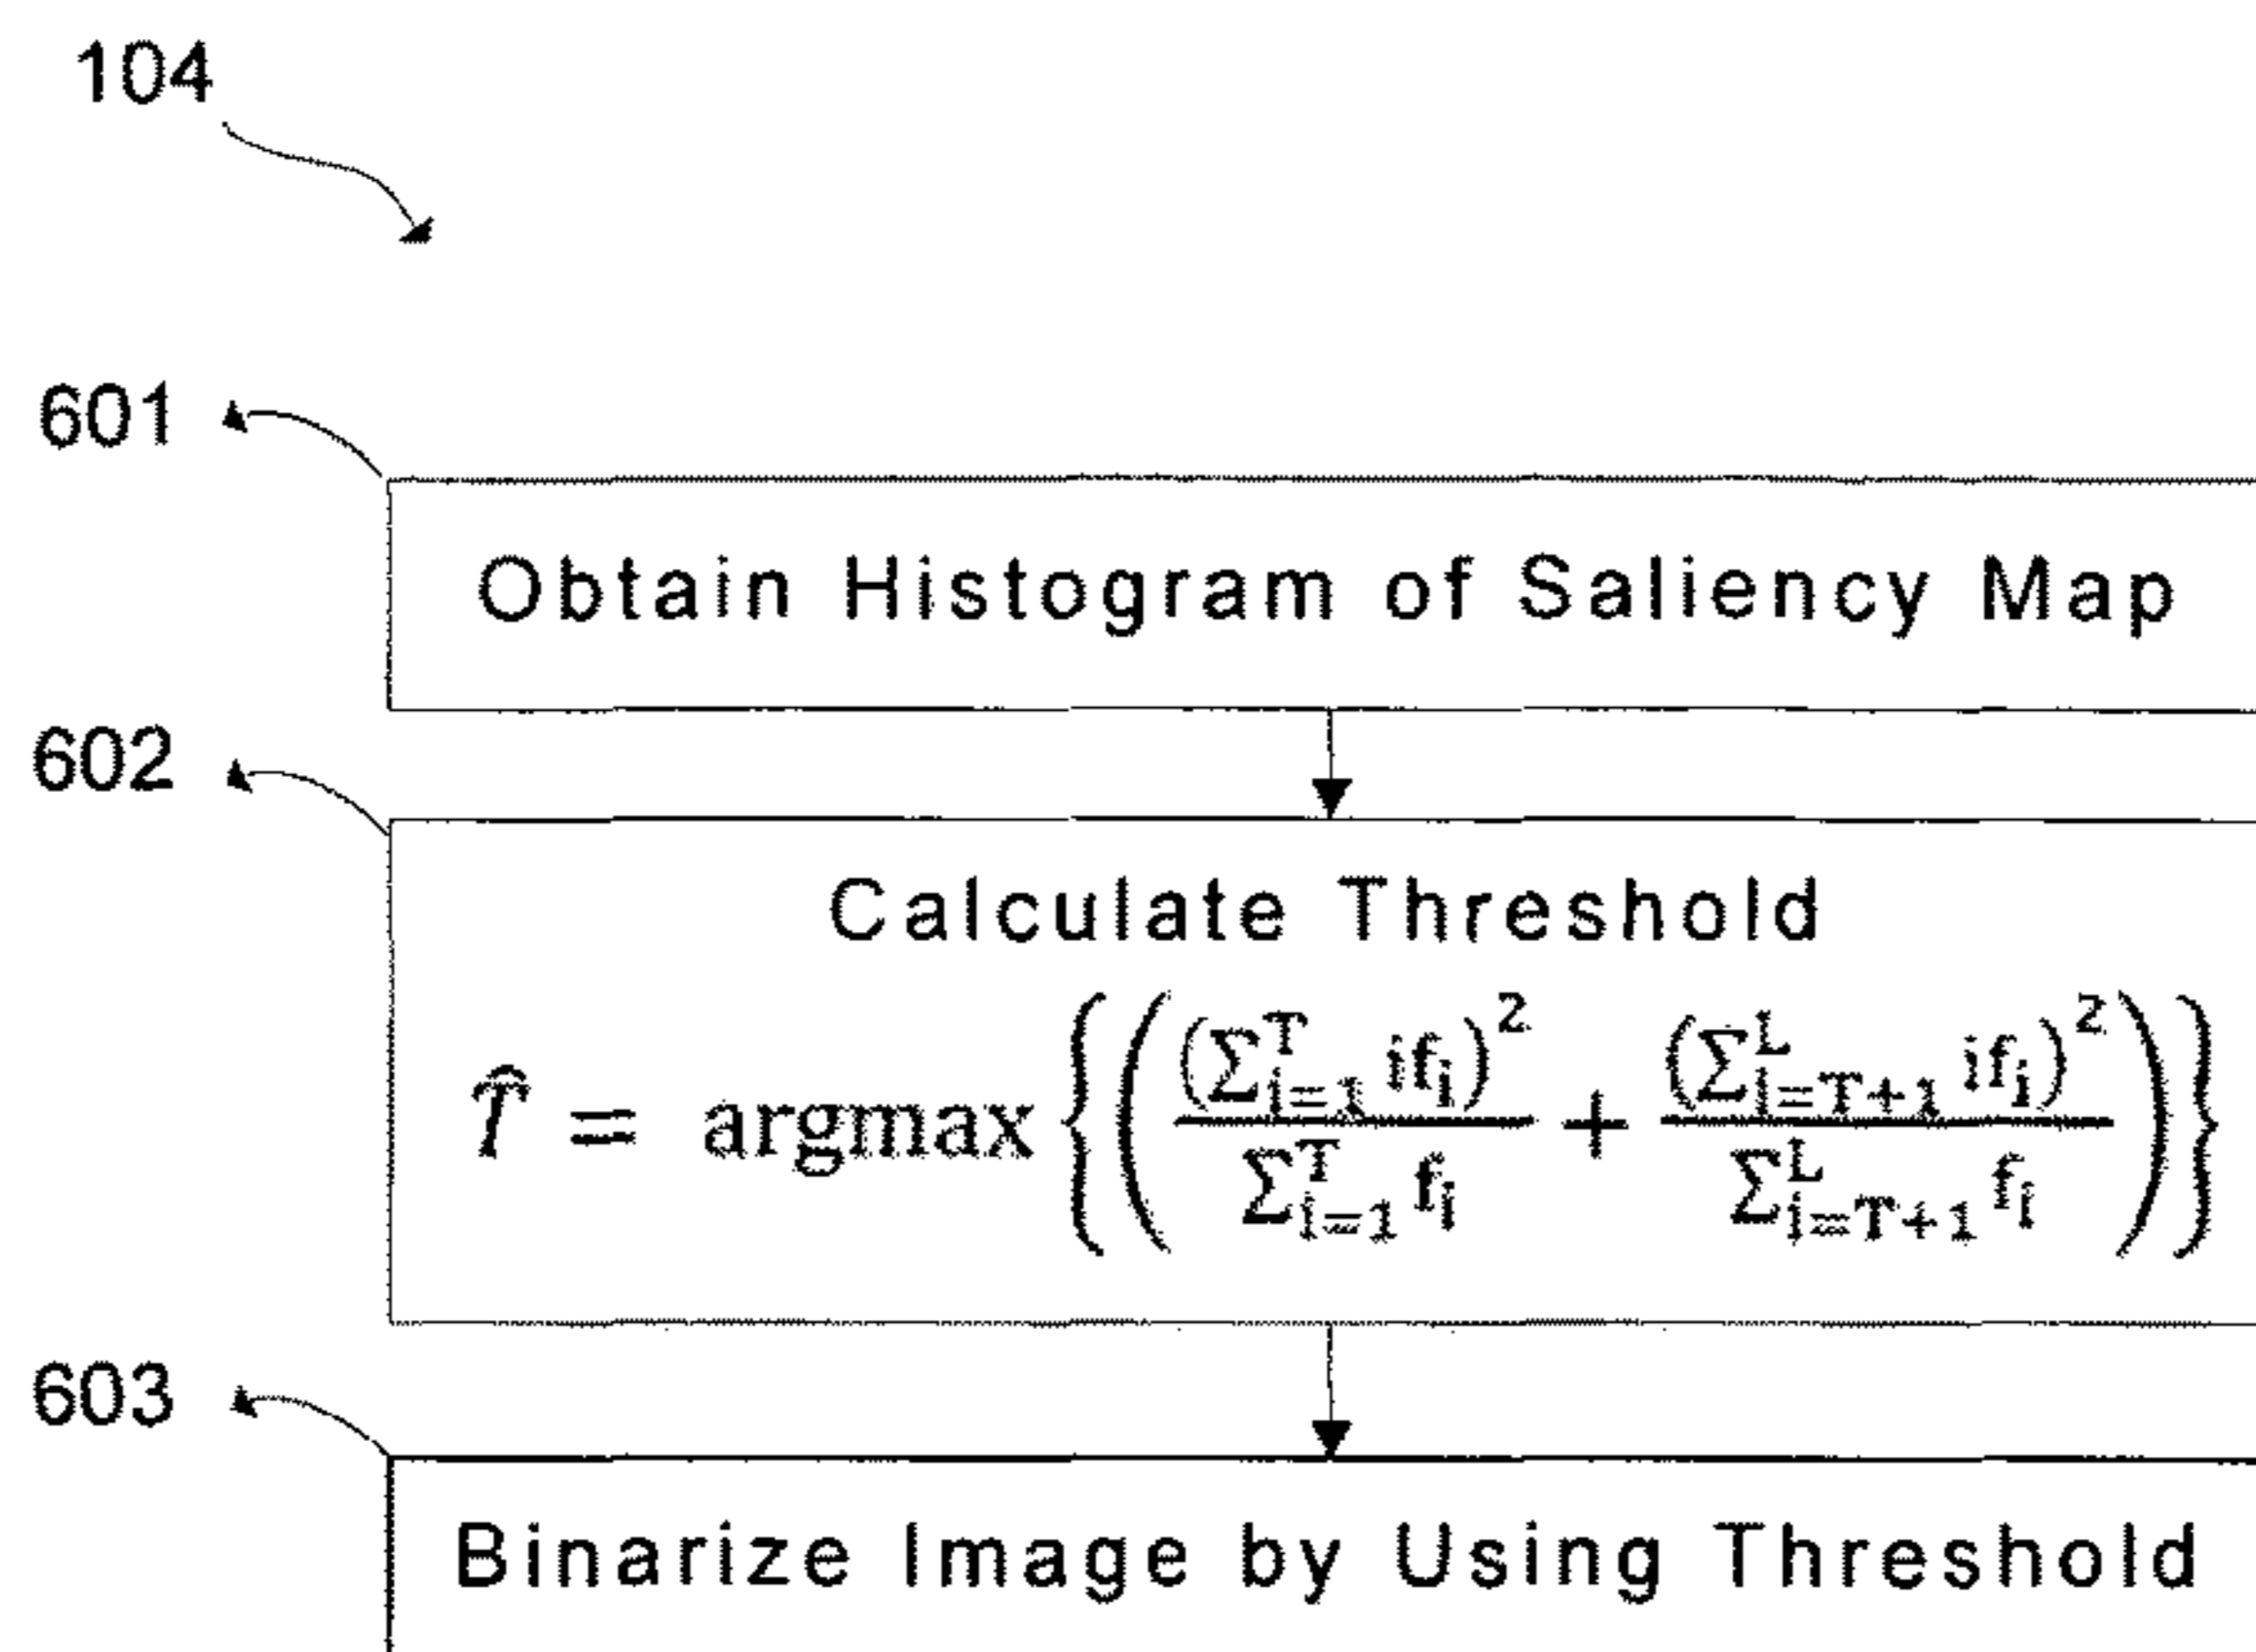 104
601
Obtain Histogram of Saliency Map
602
Calculate Threshold
T̂ = argmax{((∑_{i=1}^{T} if_i)^2 / ∑_{i=1}^{T} f_i + (∑_{i=T+1}^{L} if_i)^2 / ∑_{i=T+1}^{L} f_i)}
603
Binarize Image by Using Threshold